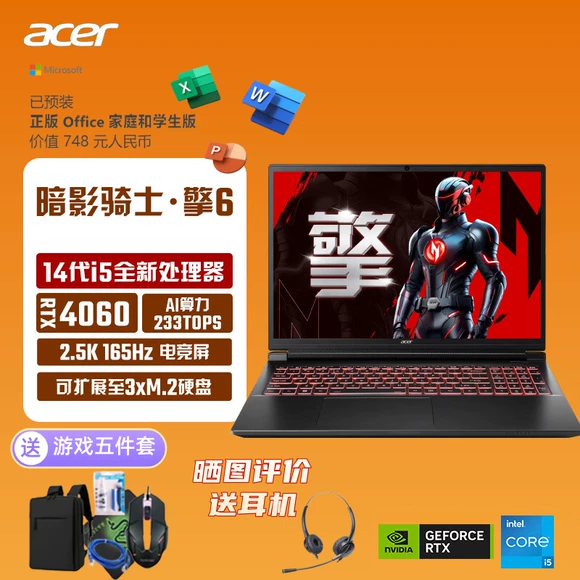 acer
Microsoft
已预装
正版 Office 家庭和学生版
价值 748 元人民币
X
W
P
暗影骑士·擎6
14代i5全新处理器
RTX 4060
AI算力
233TOPS
2.5K 165Hz 电竞屏
可扩展至3xM.2硬盘
擎
acer
送 游戏五件套
晒图评价
送耳机
NVIDIA
GEFORCE
RTX
intel
CORE
i5